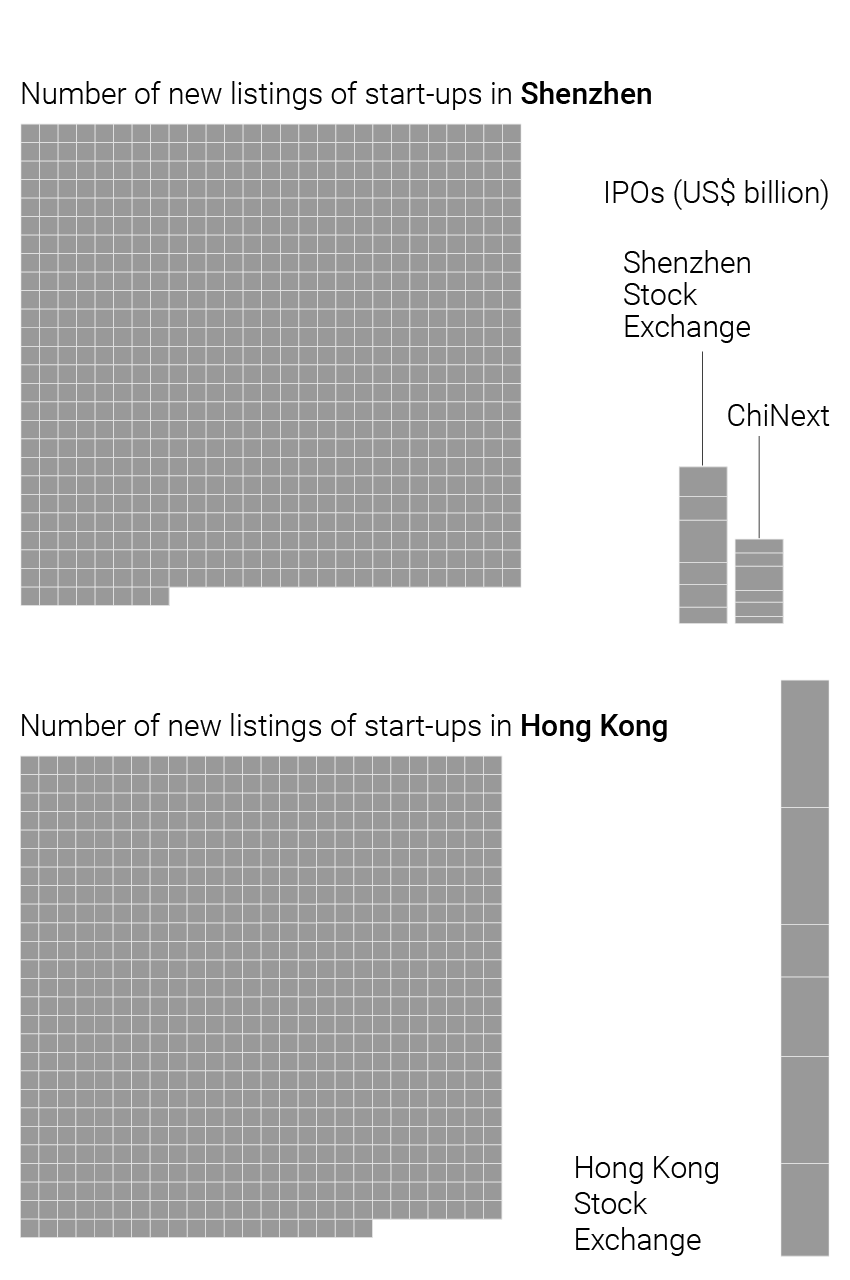 Number of new listings of start-ups in Shenzhen
IPOs (US$ billion)
Shenzhen
Stock
Exchange
ChiNext
Number of new listings of start-ups in Hong Kong
Hong Kong
Stock
Exchange